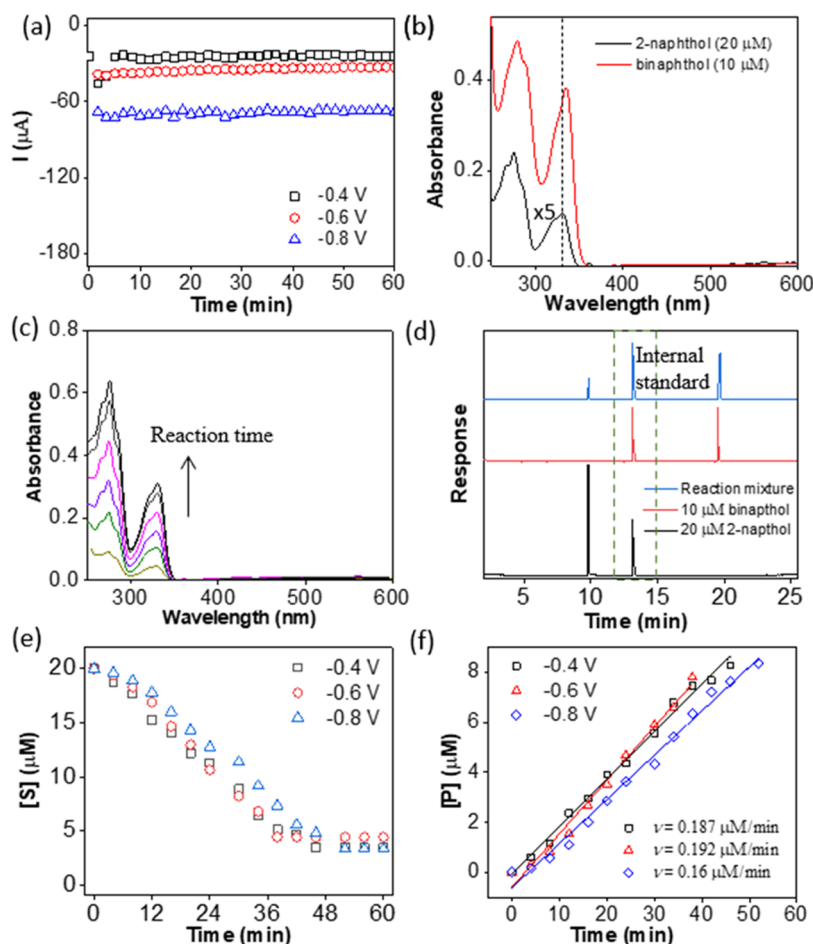 (a)
0
-60
-120
-180
I (μA)
-0.4 V
-0.6 V
-0.8 V
0 10 20 30 40 50 60
Time (min)
(b)
0.4
0.2
0.0
Absorbance
2-naphthol (20 μM)
binaphthol (10 μM)
x5
300 400 500 600
Wavelength (nm)
(c)
0.8
0.6
0.4
0.2
0.0
Absorbance
Reaction time
300 400 500 600
Wavelength (nm)
(d)
Response
Internal
standard
Reaction mixture
10 μM binapthol
20 μM 2-napthol
5 10 15 20 25
Time (min)
(e)
20
15
10
5
0
[S] (μM)
-0.4 V
-0.6 V
-0.8 V
0 12 24 36 48 60
Time (min)
(f)
8
6
4
2
0
[P] (μM)
-0.4 V
-0.6 V
-0.8 V
ν = 0.187 μM/min
ν = 0.192 μM/min
ν = 0.16 μM/min
0 10 20 30 40 50 60
Time (min)